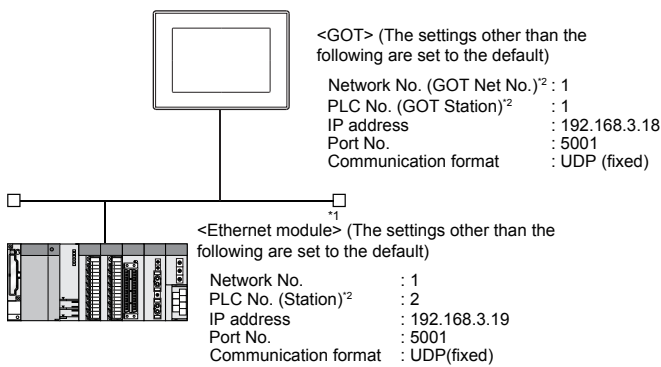 <GOT> (The settings other than the
following are set to the default)
Network No. (GOT Net No.)*2 : 1
PLC No. (GOT Station)*2 : 1
IP address : 192.168.3.18
Port No. : 5001
Communication format : UDP (fixed)
*1
<Ethernet module> (The settings other than the
following are set to the default)
Network No. : 1
PLC No. (Station)*2 : 2
IP address : 192.168.3.19
Port No. : 5001
Communication format : UDP(fixed)